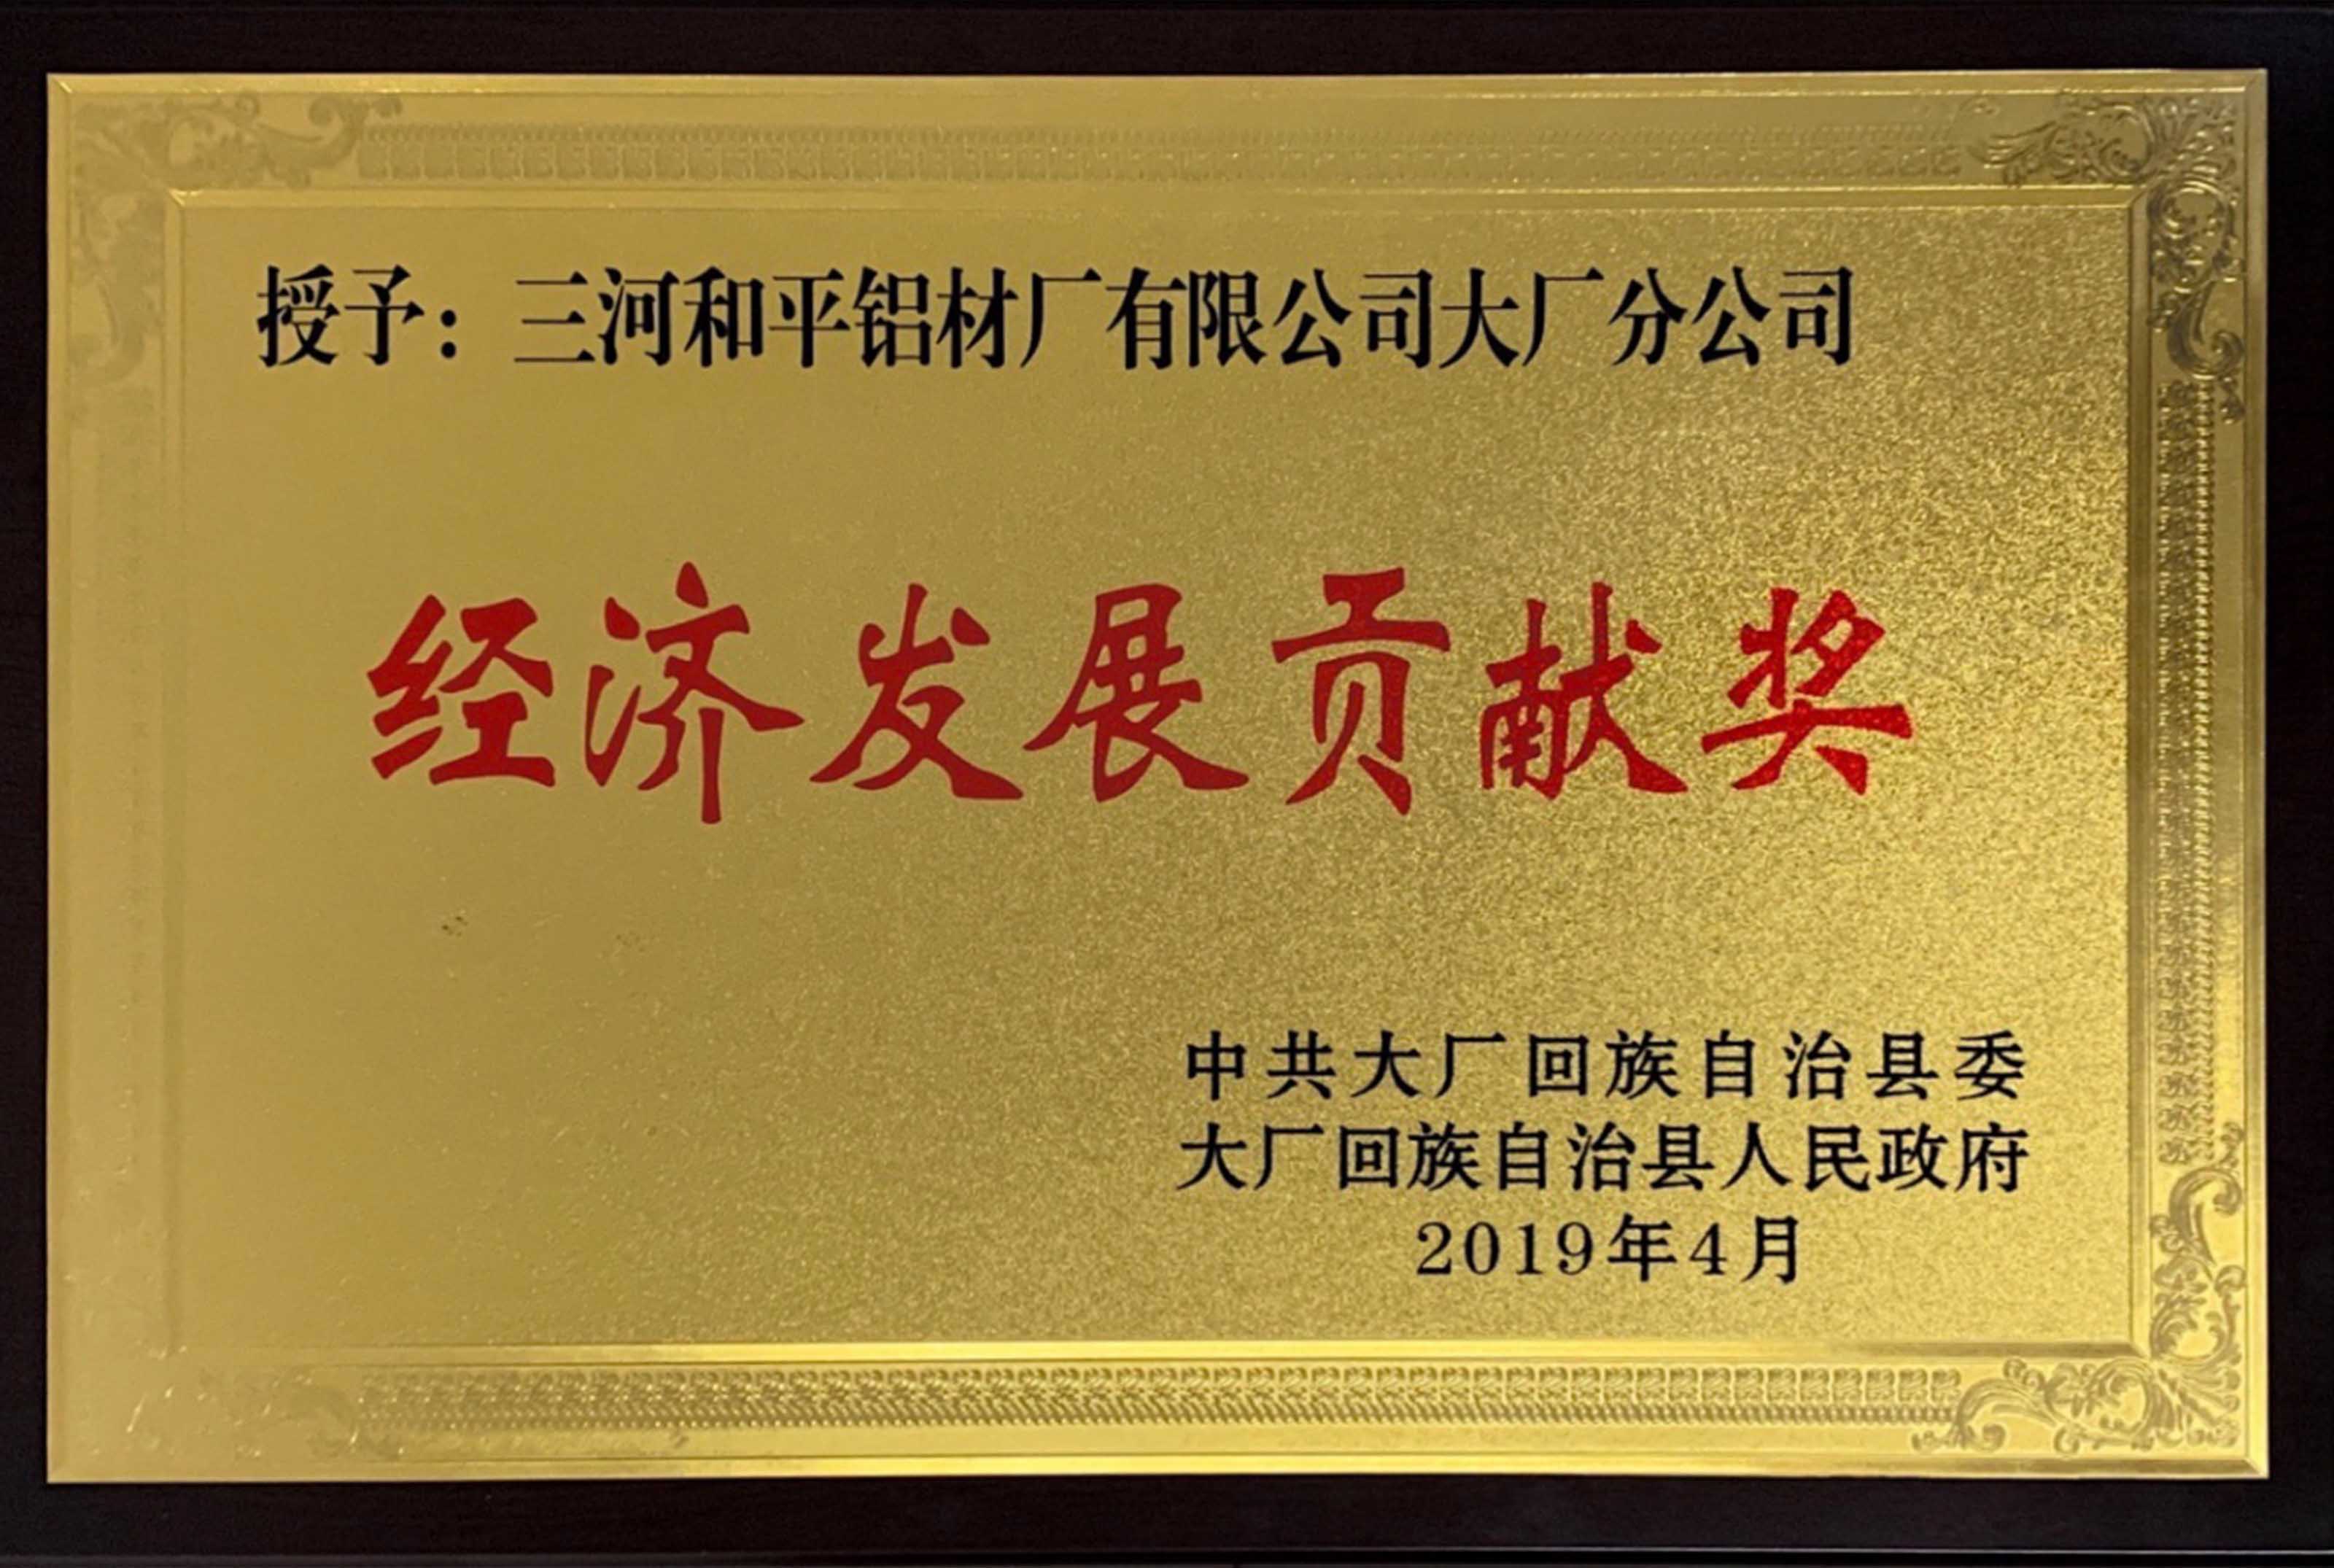 授予：三河和平铝材厂有限公司大厂分公司
经济发展贡献奖
中共大厂回族自治县委
大厂回族自治县人民政府
2019年4月